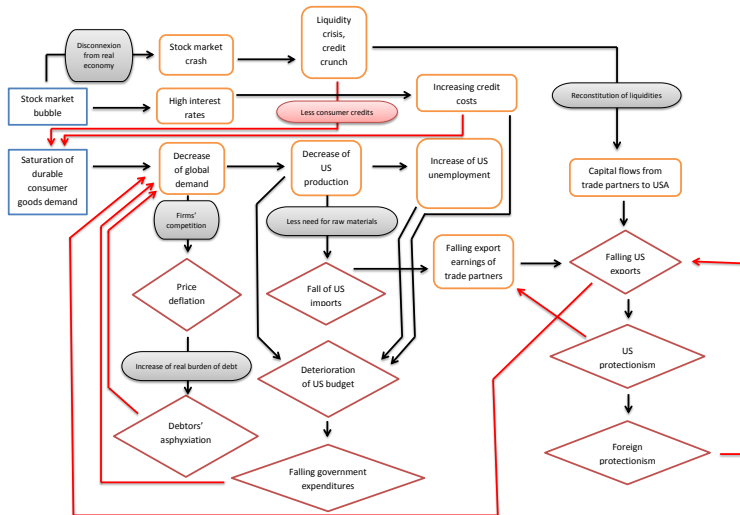 Disconnexion
from real
economy
Stock market
crash
Liquidity
crisis,
credit
crunch
Stock market
bubble
High interest
rates
Less consumer credits
Increasing credit
costs
Reconstitution of liquidities
Saturation of
durable
consumer
goods demand
Decrease
of global
demand
Decrease of
US
production
Increase of US
unemployment
Capital flows from
trade partners to USA
Firms'
competition
Less need for raw materials
Falling export
earnings of
trade partners
Falling US
exoorts
Price
deflation
Fall of US
imoorts
Increase of real burden of debt
Deterioration
of US budget
US
protectionism
Debtors'
asphyxiation
Foreign
protectionism
Falling government
expenditures